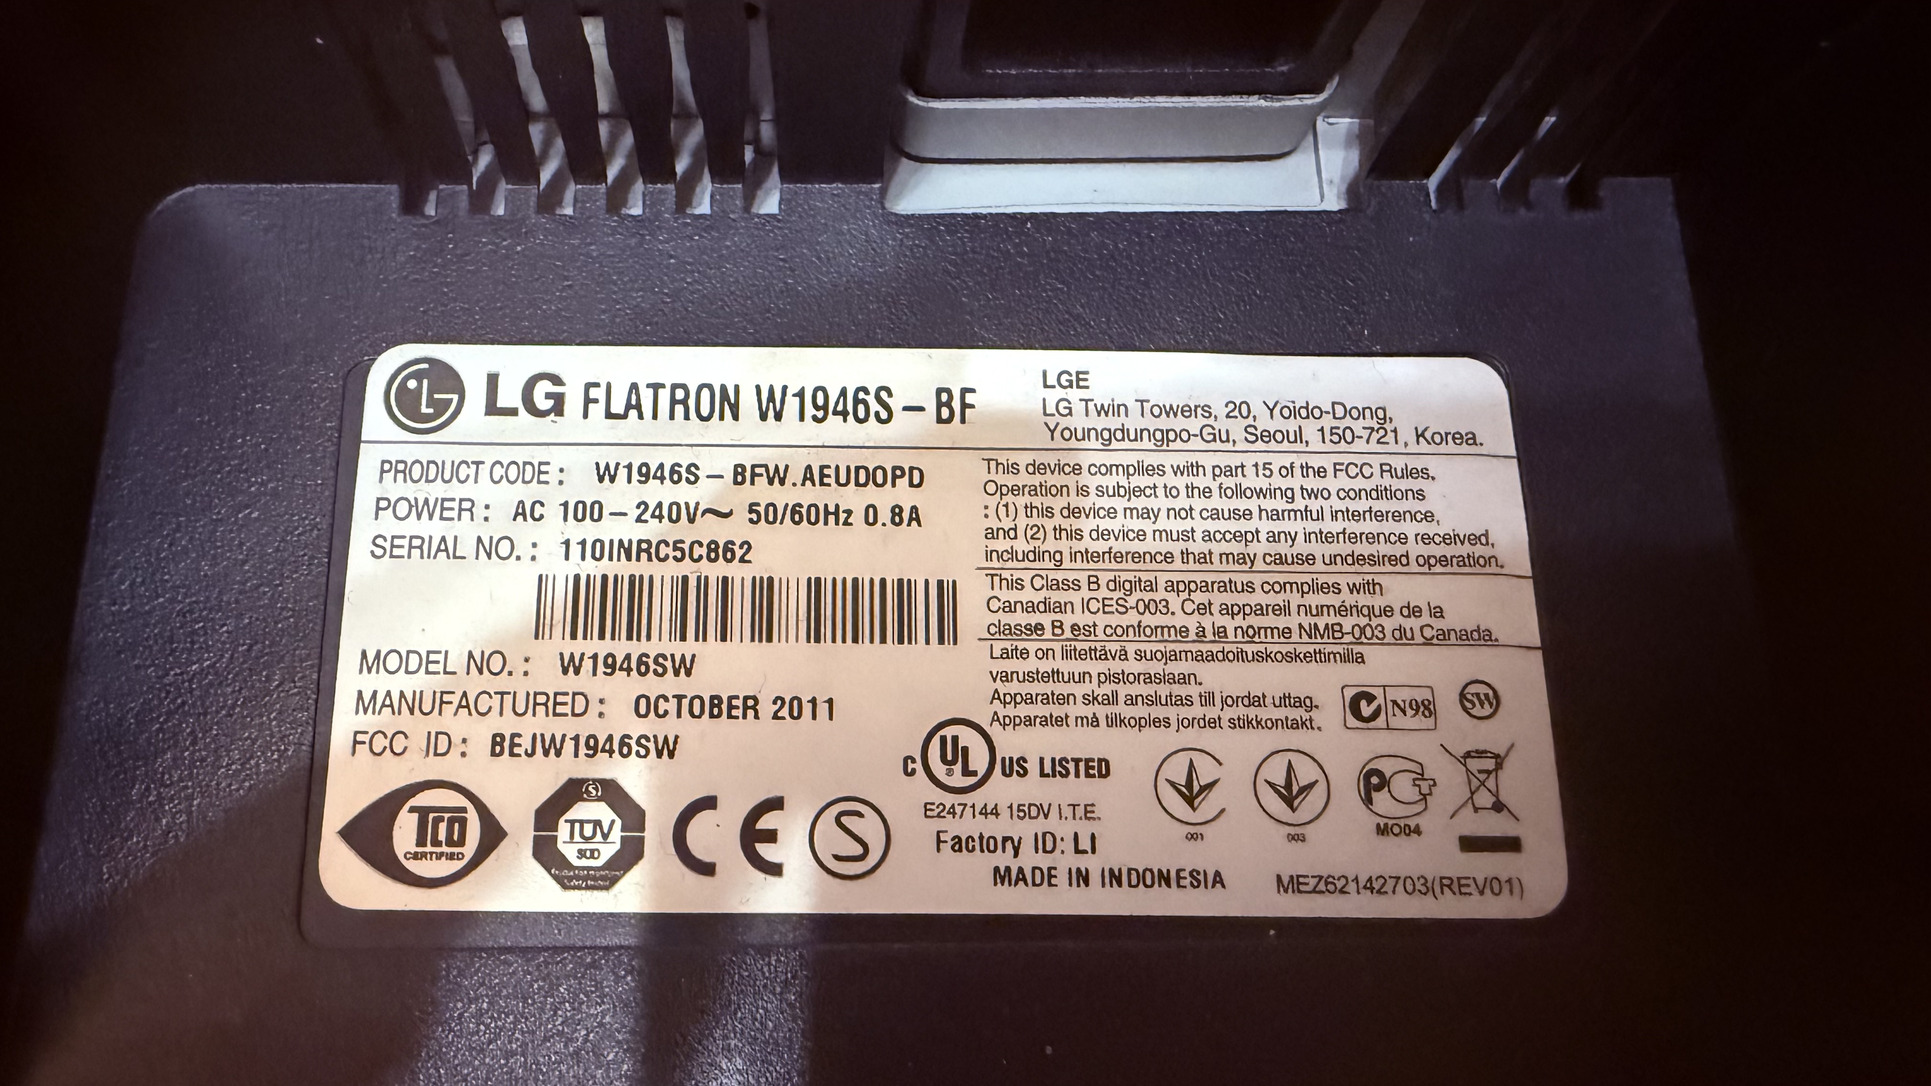 LG FLATRON W1946S-BF
LGE
LG Twin Towers, 20, Yoido-Dong,
Youngdungpo-Gu, Seoul, 150-721, Korea.
PRODUCT CODE : W1946S-BFW.AEUDOPD
POWER : AC 100-240V~ 50/60Hz 0.8A
SERIAL NO. : 110INRC5C862
MODEL NO. : W1946SW
MANUFACTURED : OCTOBER 2011
FCC ID : BEJW1946SW
This device complies with part 15 of the FCC Rules.
Operation is subject to the following two conditions
: (1) this device may not cause harmful interference,
and (2) this device must accept any interference received,
including interference that may cause undesired operation.
This Class B digital apparatus complies with
Canadian ICES-003. Cet appareil numérique de la
classe B est conforme à la norme NMB-003 du Canada.
Laite on liitettävä suojamaadoituskoskettimilla
varustettuun pistorasiaan.
Apparaten skall anslutas till jordat uttag.
Apparatet må tilkoples jordet stikkontakt.
N98
SW
C UL ® US LISTED
E247144 15DV I.T.E.
Factory ID: LI
MADE IN INDONESIA
TCO
CERTIFIED
S
TUV
SUD
CE
S
001
003
PCT
MO04
MEZ62142703(REV01)